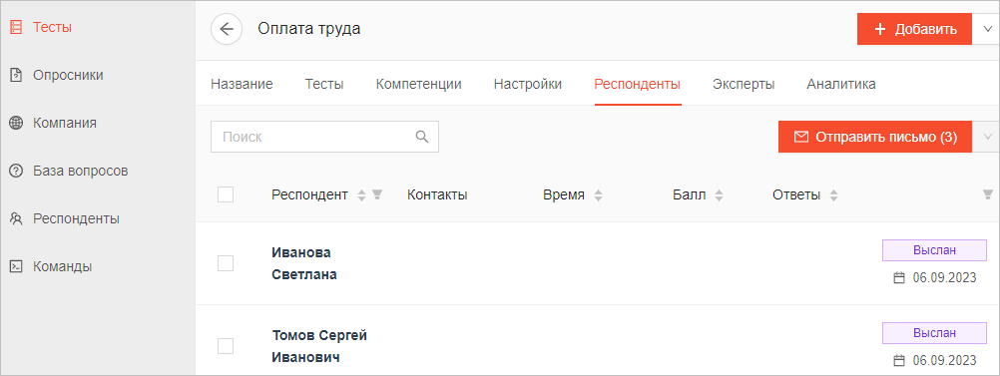 Тесты
Опросники
Компания
База вопросов
Респонденты
Команды
Оплата труда
+ Добавить
Название Тесты Компетенции Настройки Респонденты Эксперты Аналитика
Поиск
Отправить письмо (3)
Респондент Контакты Время Балл Ответы
Иванова
Светлана
Выслан
06.09.2023
Томов Сергей
Иванович
Выслан
06.09.2023